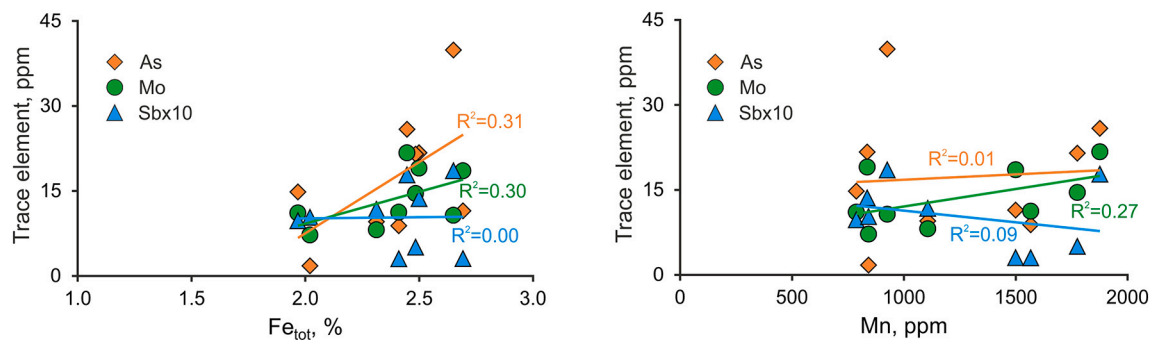 45
30
15
0
Trace element, ppm
As
Mo
Sbx10
R²=0.31
R²=0.30
R²=0.00
1.0 1.5 2.0 2.5 3.0
Fetot, %
45
30
15
0
Trace element, ppm
As
Mo
Sbx10
R²=0.01
R²=0.27
R²=0.09
0 500 1000 1500 2000
Mn, ppm